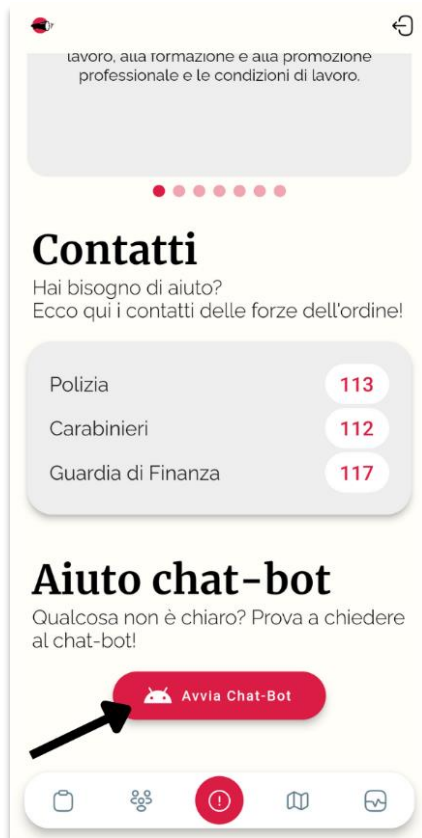 lavoro, alla formazione e alla promozione
professionale e le condizioni di lavoro.
Contatti
Hai bisogno di aiuto?
Ecco qui i contatti delle forze dell'ordine!
Polizia 113
Carabinieri 112
Guardia di Finanza 117
Aiuto chat-bot
Qualcosa non è chiaro? Prova a chiedere
al chat-bot!
Avvia Chat-Bot